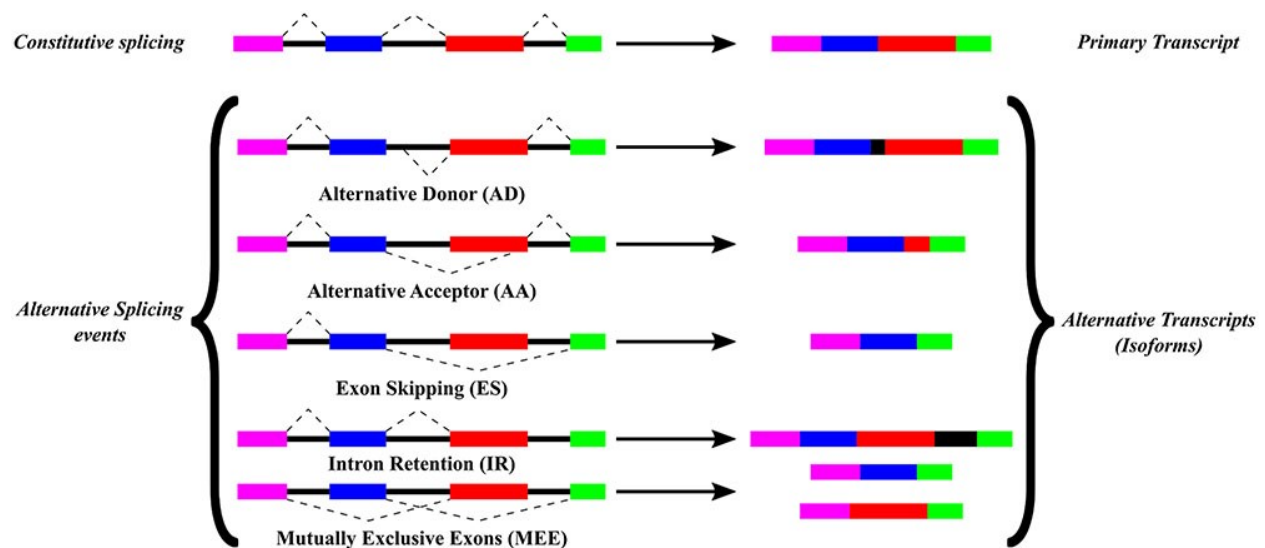 Constitutive splicing
Primary Transcript
Alternative Donor (AD)
Alternative Acceptor (AA)
Alternative Splicing
events
Alternative Transcripts
(Isoforms)
Exon Skipping (ES)
Intron Retention (IR)
Mutually Exclusive Exons (MEE)